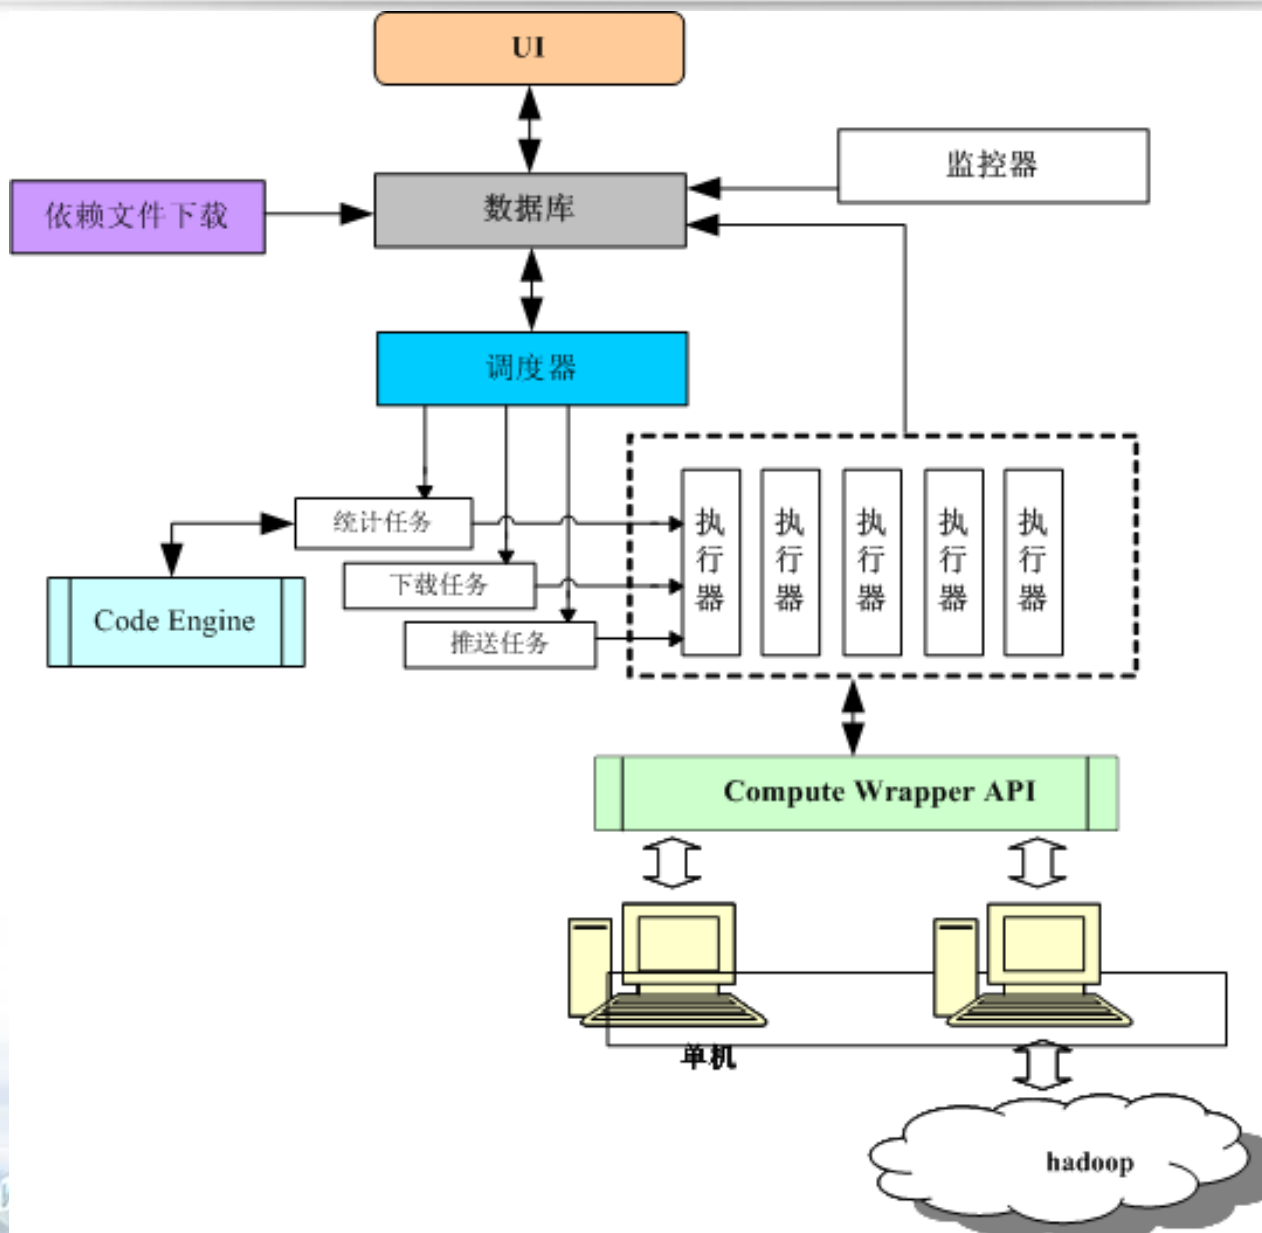 UI
监控器
依赖文件下载
数据库
调度器
统计任务
下载任务
推送任务
Code Engine
执行器
执行器
执行器
执行器
执行器
Compute Wrapper API
单机
hadoop